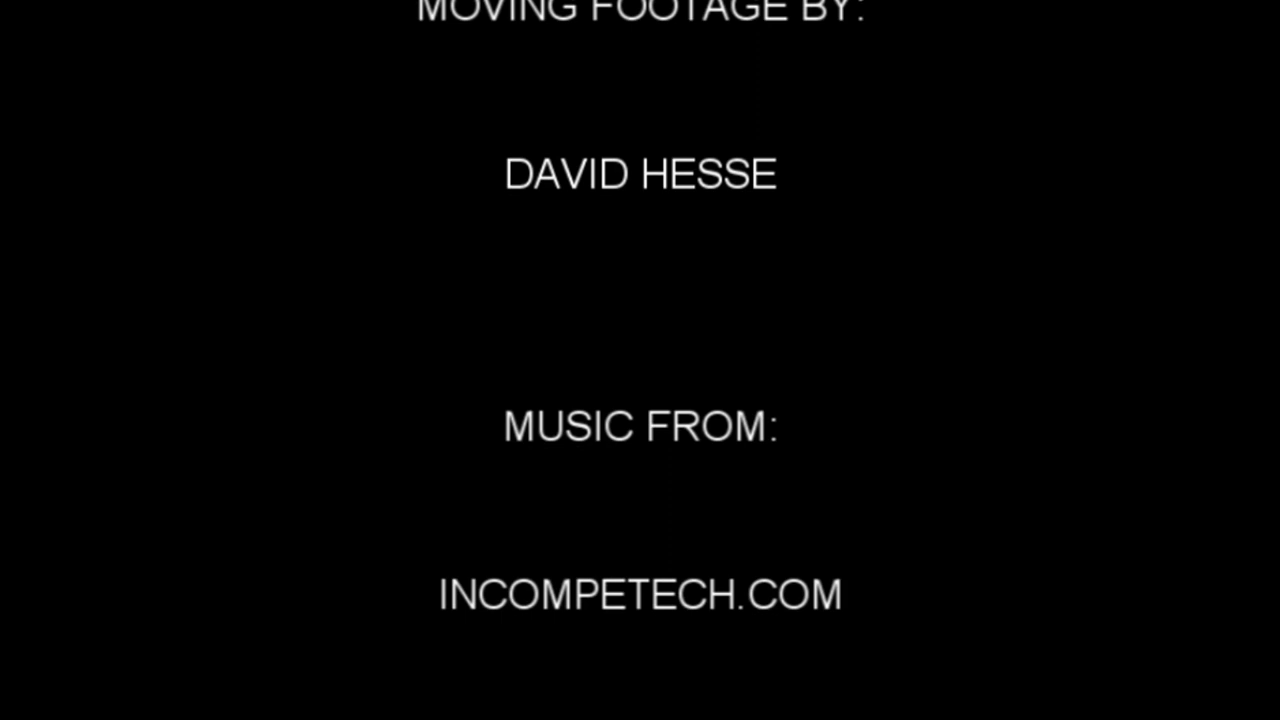 MOVING FOOTAGE BY:
DAVID HESSE
MUSIC FROM:
INCOMPETECH.COM